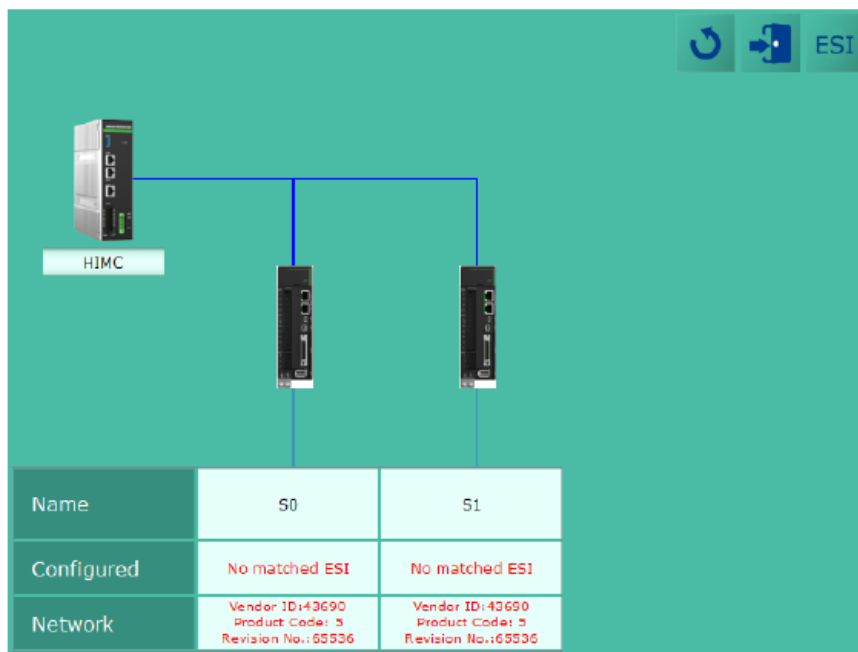 ESI
HIMC
Name S0 S1
Configured No matched ESI No matched ESI
Network Vendor ID:43690 Vendor ID:43690
Product Code: 5 Product Code: 5
Revision No.:65536 Revision No.:65536